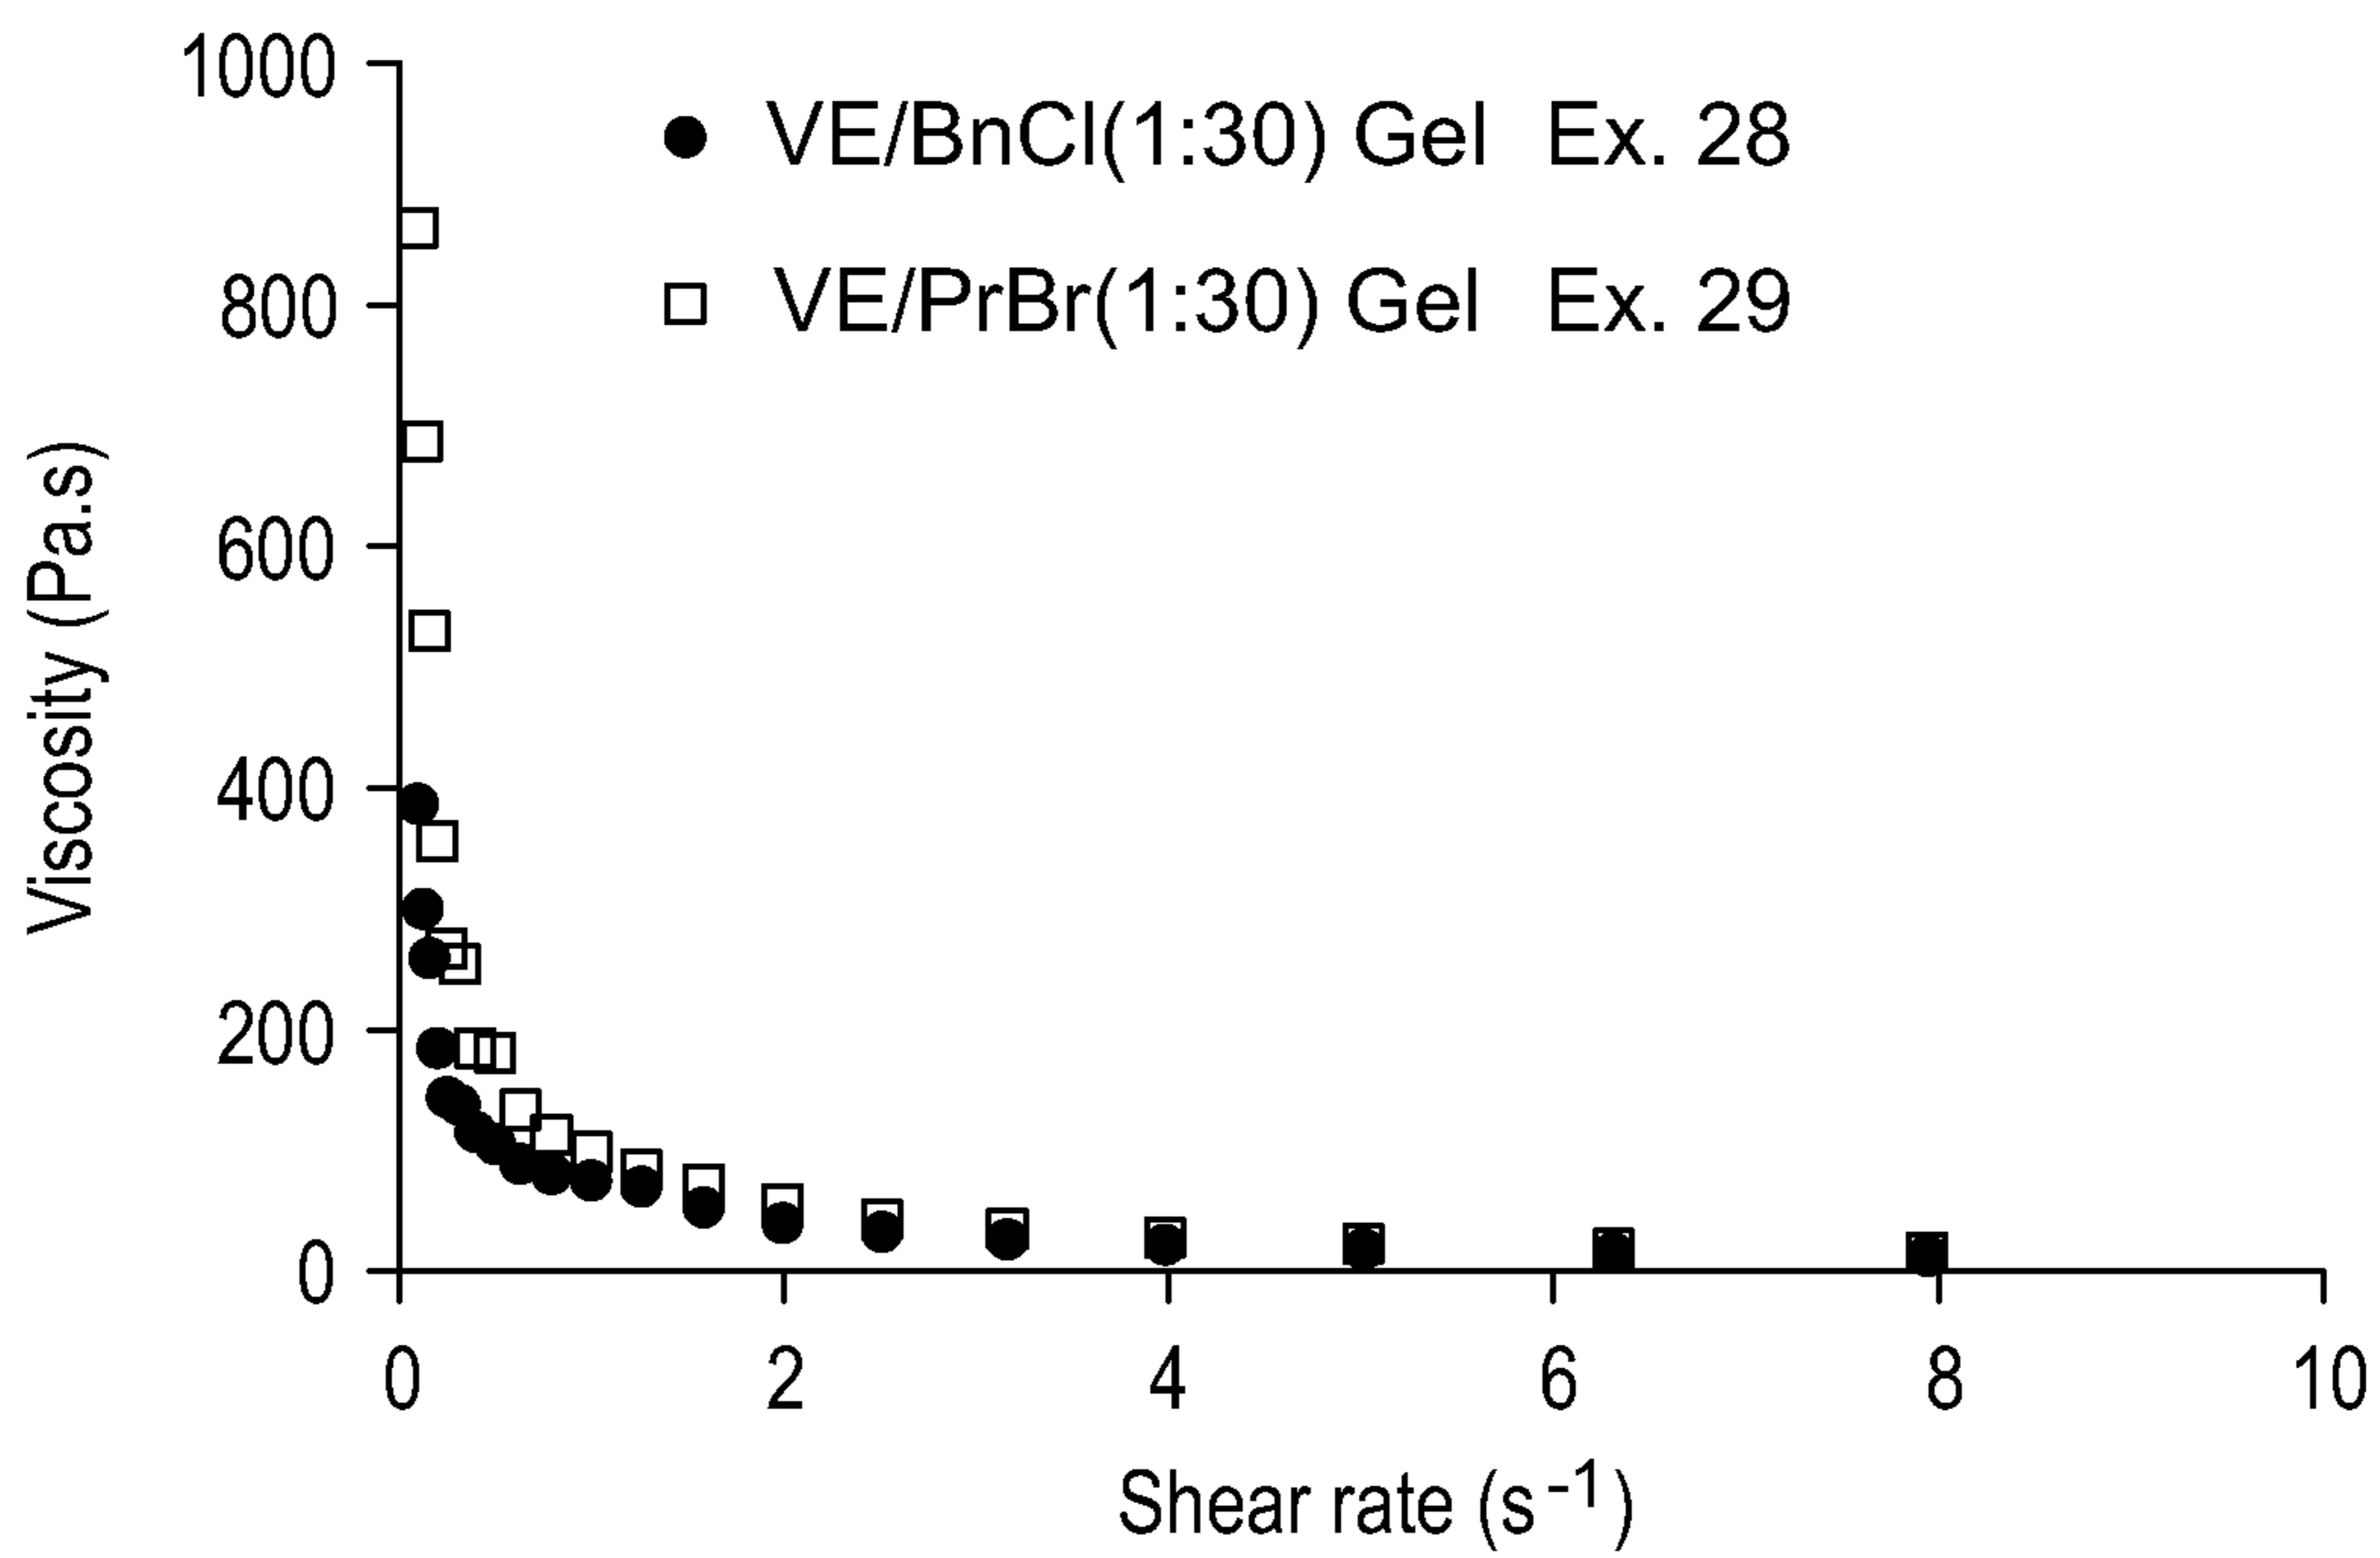 1000
VE/BnCl(1:30) Gel Ex. 28
800
VE/PrBr(1:30) Gel Ex. 29
600
400
200
0
Viscosity (Pa.s)
0 2 4 6 8 10
Shear rate (s-1)